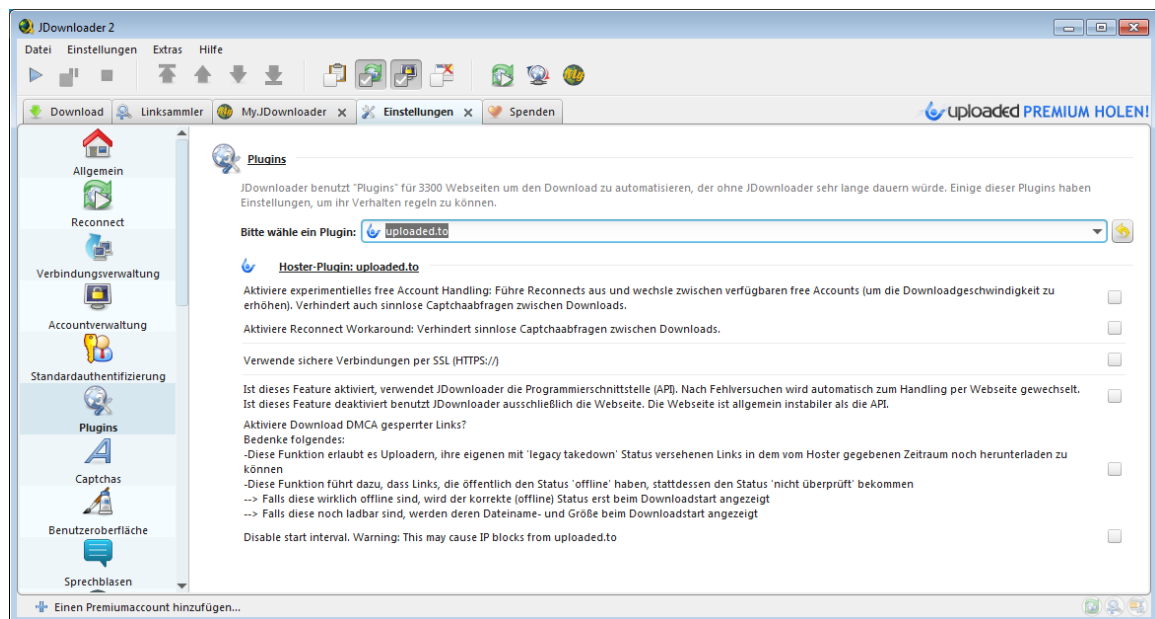 JDownloader 2
Datei Einstellungen Extras Hilfe
Download Linksammler My.JDownloader x Einstellungen x Spenden uploaded PREMIUM HOLEN!
Allgemein
Reconnect
Verbindungsverwaltung
Accountverwaltung
Standardauthentifizierung
Plugins
Captchas
Benutzeroberfläche
Sprechblasen
Plugins
JDownloader benutzt "Plugins" für 3300 Webseiten um den Download zu automatisieren, der ohne JDownloader sehr lange dauern würde. Einige dieser Plugins haben
Einstellungen, um ihr Verhalten regeln zu können.
Bitte wähle ein Plugin: uploaded.to
Hoster-Plugin: uploaded.to
Aktiviere experimentielles free Account Handling: Führe Reconnects aus und wechsle zwischen verfügbaren free Accounts (um die Downloadgeschwindigkeit zu
erhöhen). Verhindert auch sinnlose Captchaabfragen zwischen Downloads.
Aktiviere Reconnect Workaround: Verhindert sinnlose Captchaabfragen zwischen Downloads.
Verwende sichere Verbindungen per SSL (HTTPS://)
Ist dieses Feature aktiviert, verwendet JDownloader die Programmierschnittstelle (API). Nach Fehlversuchen wird automatisch zum Handling per Webseite gewechselt.
Ist dieses Feature deaktiviert benutzt JDownloader ausschließlich die Webseite. Die Webseite ist allgemein instabiler als die API.
Aktiviere Download DMCA gesperrter Links?
Bedenke folgendes:
-Diese Funktion erlaubt es Uploadern, ihre eigenen mit 'legacy takedown' Status versehenen Links in dem vom Hoster gegebenen Zeitraum noch herunterladen zu
können
-Diese Funktion führt dazu, dass Links, die öffentlich den Status 'offline' haben, stattdessen den Status 'nicht überprüft' bekommen
--> Falls diese wirklich offline sind, wird der korrekte (offline) Status erst beim Downloadstart angezeigt
--> Falls diese noch ladbar sind, werden deren Dateiname- und Größe beim Downloadstart angezeigt
Disable start interval. Warning: This may cause IP blocks from uploaded.to
Einen Premiumaccount hinzufügen...